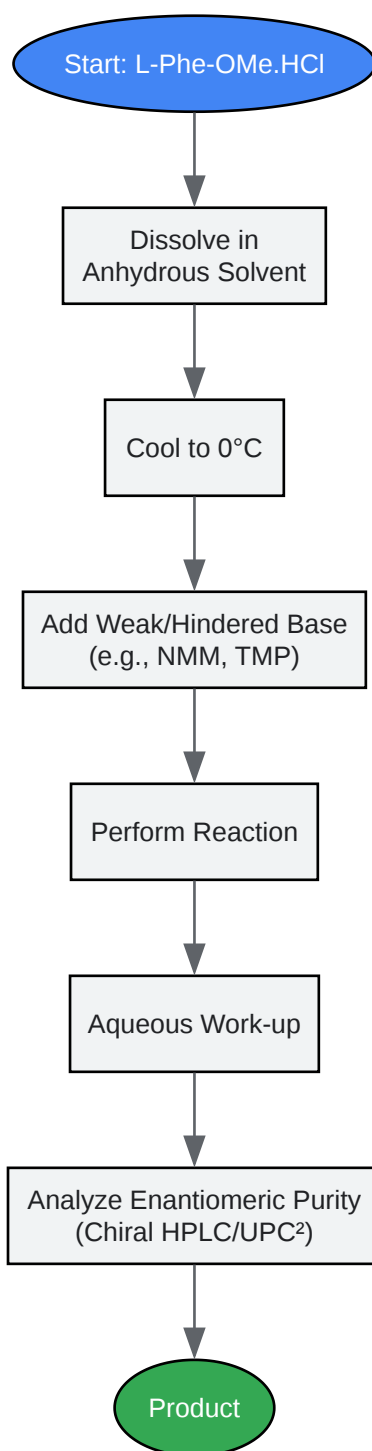 Start: L-Phe-OMe.HCl
Dissolve in
Anhydrous Solvent
Cool to 0°C
Add Weak/Hindered Base
(e.g., NMM, TMP)
Perform Reaction
Aqueous Work-up
Analyze Enantiomeric Purity
(Chiral HPLC/UPC²)
Product